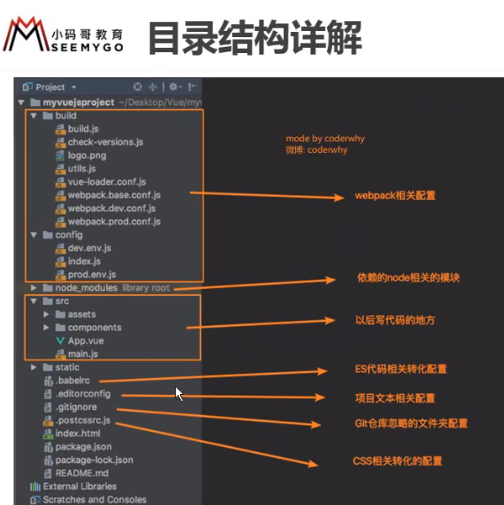 小码哥教育
SEEMYGO
目录结构详解
Project
myvuejsproject ~/Desktop/Vue/myv
build
build.js
check-versions.js
logo.png
utils.js
vue-loader.conf.js
webpack.base.conf.js
webpack.dev.conf.js
webpack.prod.conf.js
config
dev.env.js
index.js
prod.env.js
node_modules library root
src
assets
components
App.vue
main.js
static
.babelrc
.editorconfig
.gitignore
.postcssrc.js
index.html
package.json
package-lock.json
README.md
External Libraries
Scratches and Consoles
made by coderwhy
微博: coderwhy
webpack相关配置
依赖的node相关的模块
以后写代码的地方
ES代码相关转化配置
项目文本相关配置
Git仓库忽略的文件夹配置
CSS相关转化的配置